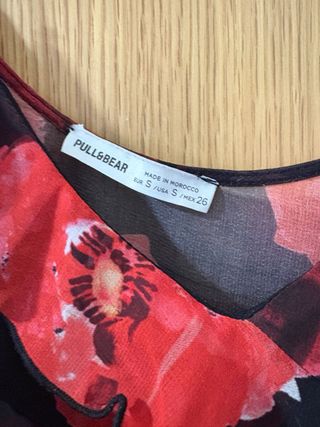 PULL&BEAR
MADE IN MOROCCO
EUR S / USA S / MEX 26